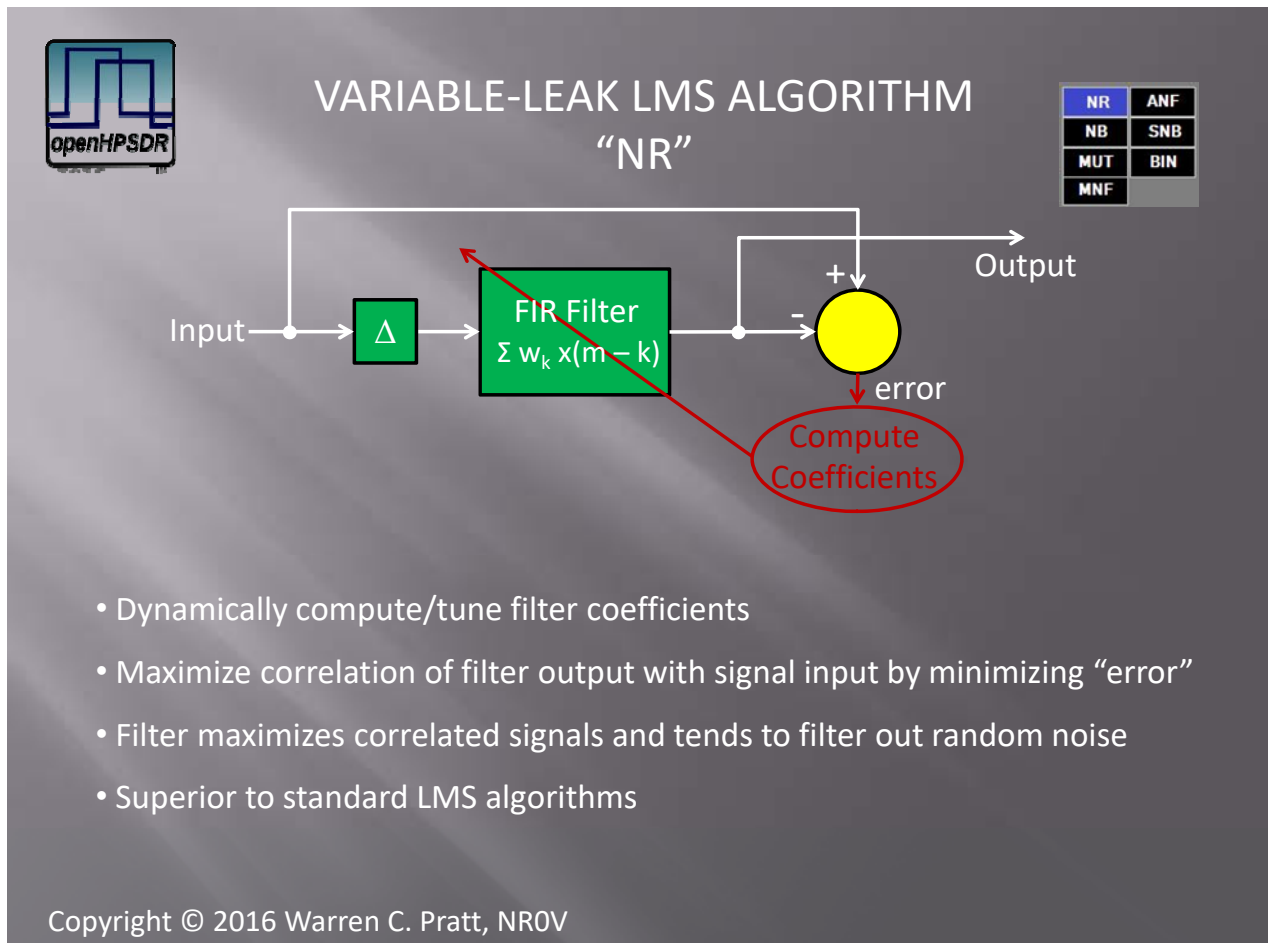 openHPSDR
VARIABLE-LEAK LMS ALGORITHM
“NR”
NR ANF
NB SNB
MUT BIN
MNF
Output
+
Input
Δ
FIR Filter
-
Σ wk x(m – k)
error
Compute
Coefficients
• Dynamically compute/tune filter coefficients
• Maximize correlation of filter output with signal input by minimizing “error”
• Filter maximizes correlated signals and tends to filter out random noise
• Superior to standard LMS algorithms
Copyright © 2016 Warren C. Pratt, NR0V